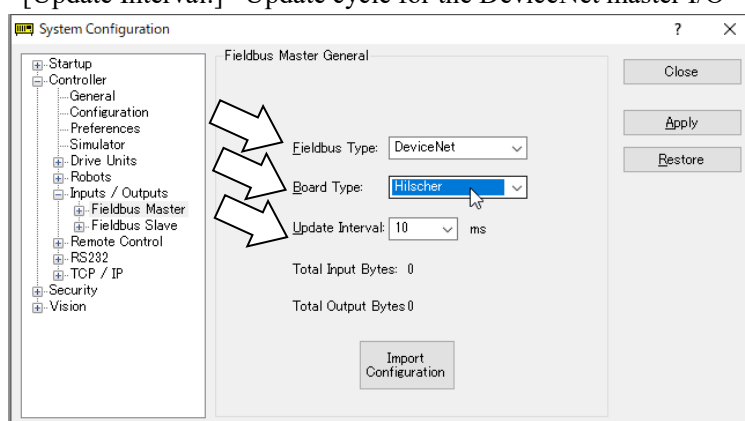 [Update Interval:] Update cycle for the DeviceNet master I/O
System Configuration
? ×
Startup
Controller
General
Configuration
Preferences
Simulator
Drive Units
Robots
Inputs / Outputs
Fieldbus Master
Fieldbus Slave
Remote Control
RS232
TCP / IP
Security
Vision
Fieldbus Master General
Fieldbus Type: DeviceNet
Board Type: Hilscher
Update Interval: 10 ms
Total Input Bytes: 0
Total Output Bytes 0
Import
Configuration
Close
Apply
Restore